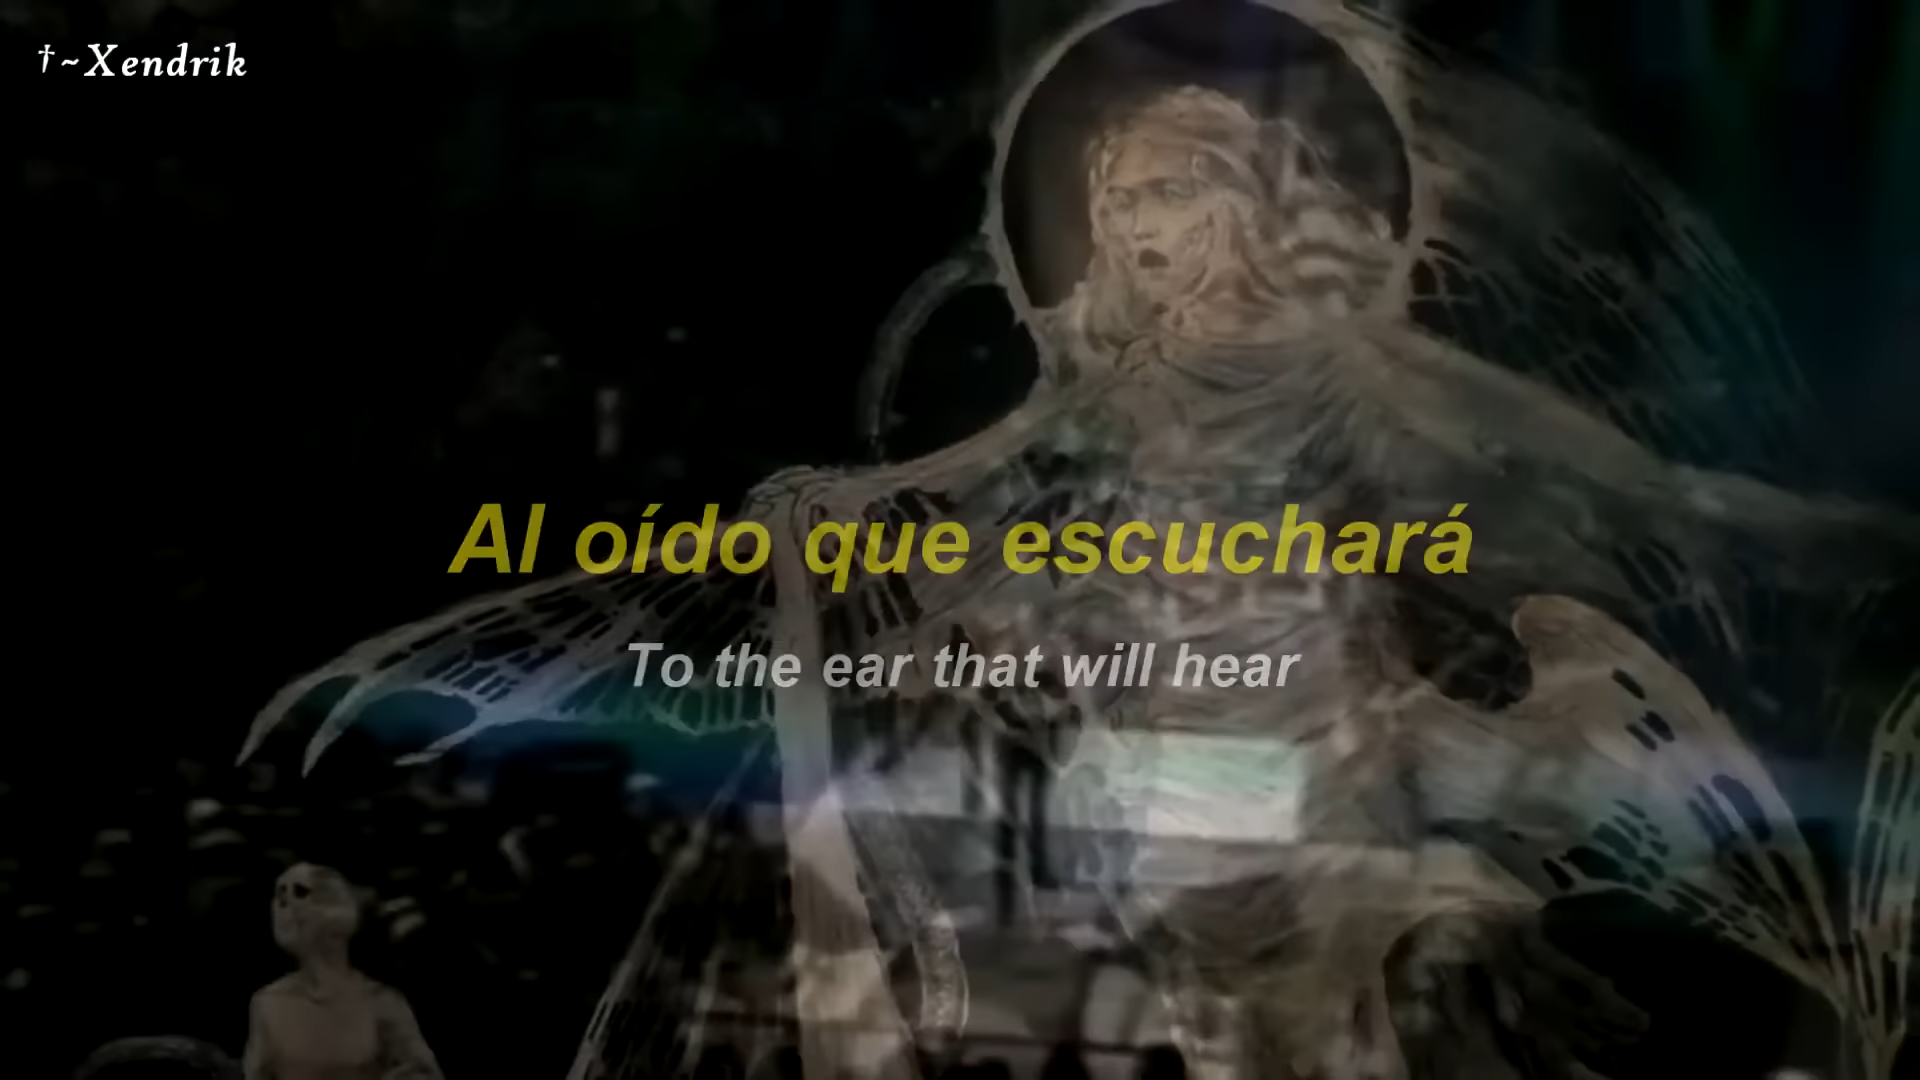 †~Xendrik
Al oído que escuchará
To the ear that will hear